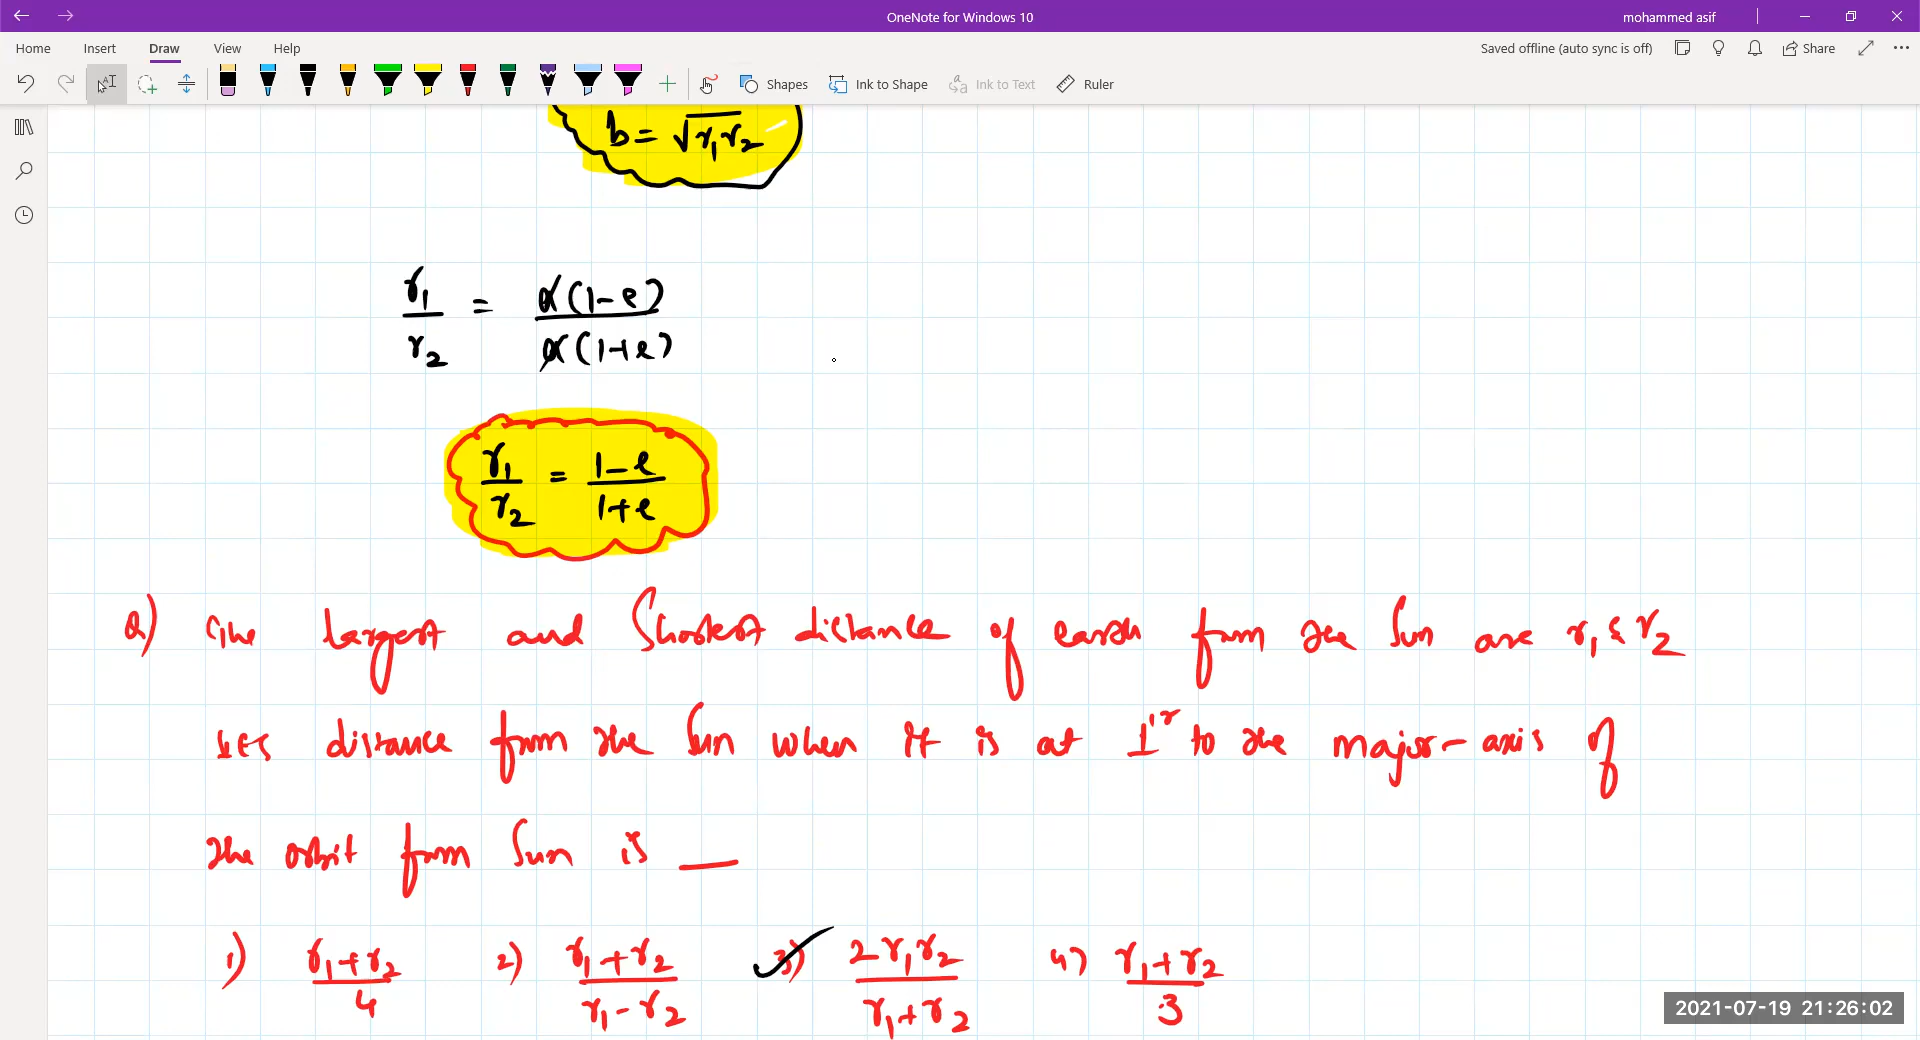 OneNote for Windows 10
mohammed asif
Home Insert Draw View Help
Saved offline (auto sync is off) Share
Shapes Ink to Shape Ink to Text Ruler
b = √r₁r₂
r₁/r₂ = a(1-e)/a(1+e)
r₁/r₂ = 1-e/1+e
Q) The largest and Shortest distance of earth from the Sun are r₁ & r₂
its distance from the Sun when it is at ⊥'r to the major-axis of
the orbit from Sun is __
1) r₁+r₂/4 2) r₁+r₂/r₁-r₂ 3) 2r₁r₂/r₁+r₂ 4) r₁+r₂/3
2021-07-19 21:26:02